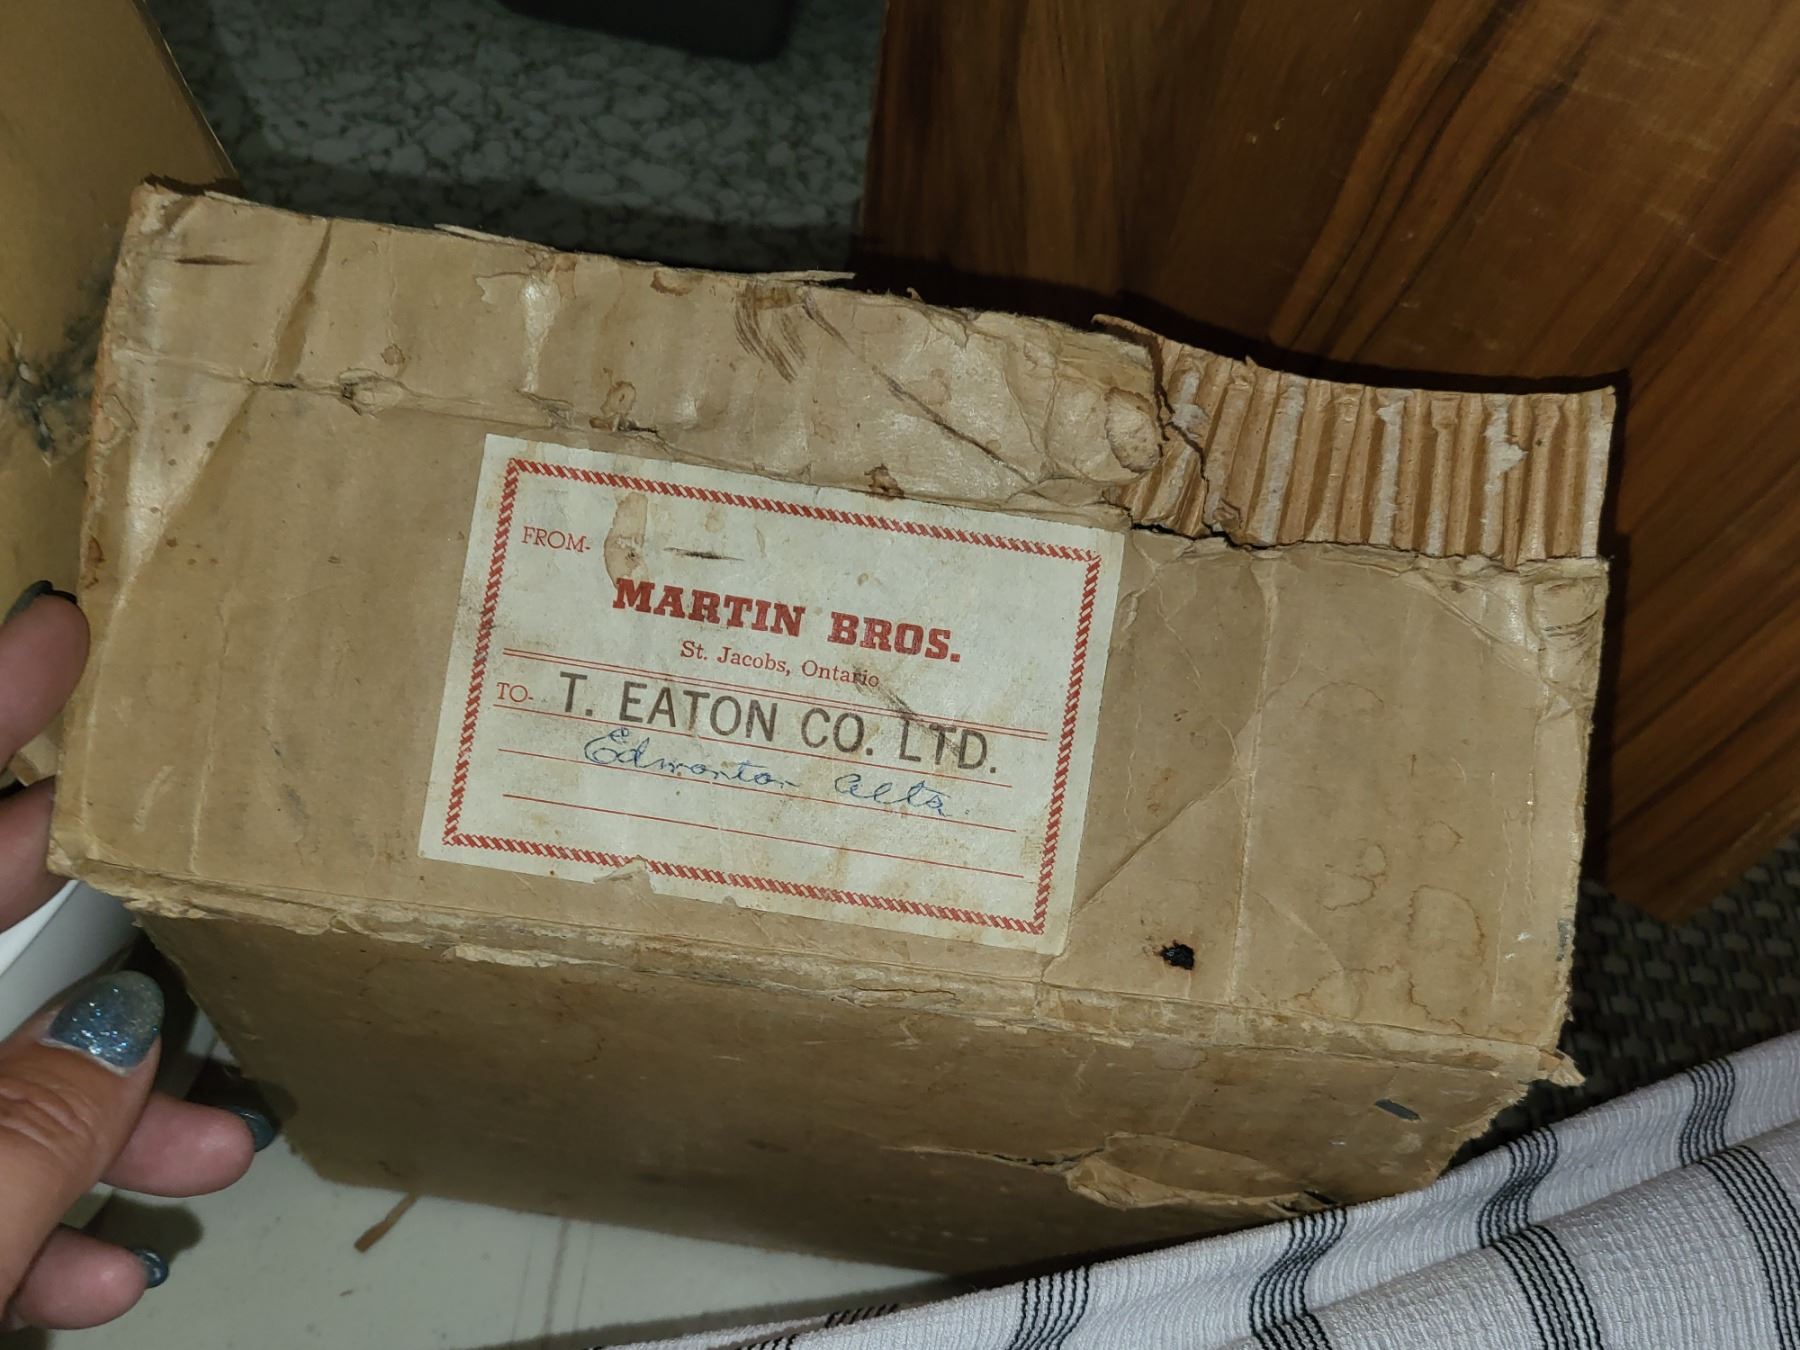 FROM-
MARTIN BROS.
St. Jacobs, Ontario
TO- T. EATON CO. LTD.
Edmonton Alta.